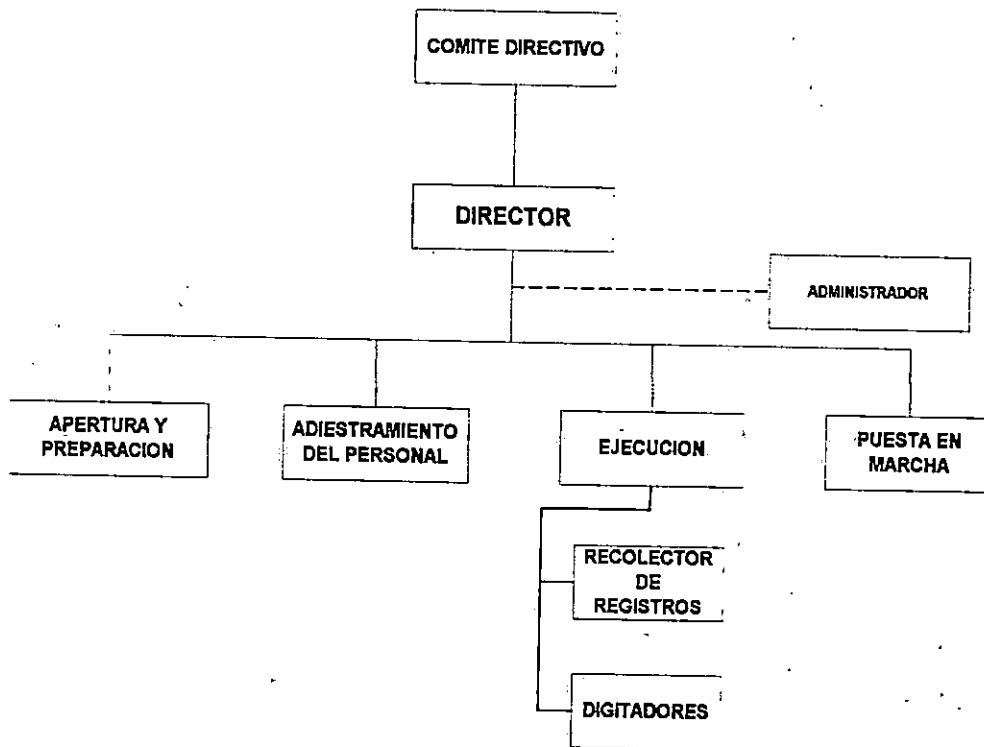 COMITE DIRECTIVO
DIRECTOR
ADMINISTRADOR
APERTURA Y
PREPARACION
ADIESTRAMIENTO
DEL PERSONAL
EJECUCION
PUESTA EN
MARCHA
RECOLECTOR
DE
REGISTROS
DIGITADORES